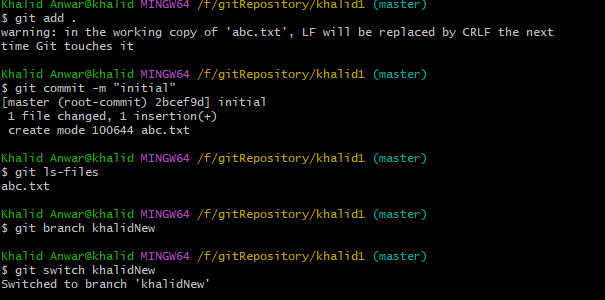 Khalid Anwar@khalid MINGW64 /f/gitRepository/khalid1 (master)
$ git add .
warning: in the working copy of 'abc.txt', LF will be replaced by CRLF the next
time Git touches it
Khalid Anwar@khalid MINGW64 /f/gitRepository/khalid1 (master)
$ git commit -m "initial"
[master (root-commit) 2bcef9d] initial
 1 file changed, 1 insertion(+)
 create mode 100644 abc.txt
Khalid Anwar@khalid MINGW64 /f/gitRepository/khalid1 (master)
$ git ls-files
abc.txt
Khalid Anwar@khalid MINGW64 /f/gitRepository/khalid1 (master)
$ git branch khalidNew
Khalid Anwar@khalid MINGW64 /f/gitRepository/khalid1 (master)
$ git switch khalidNew
Switched to branch 'khalidNew'